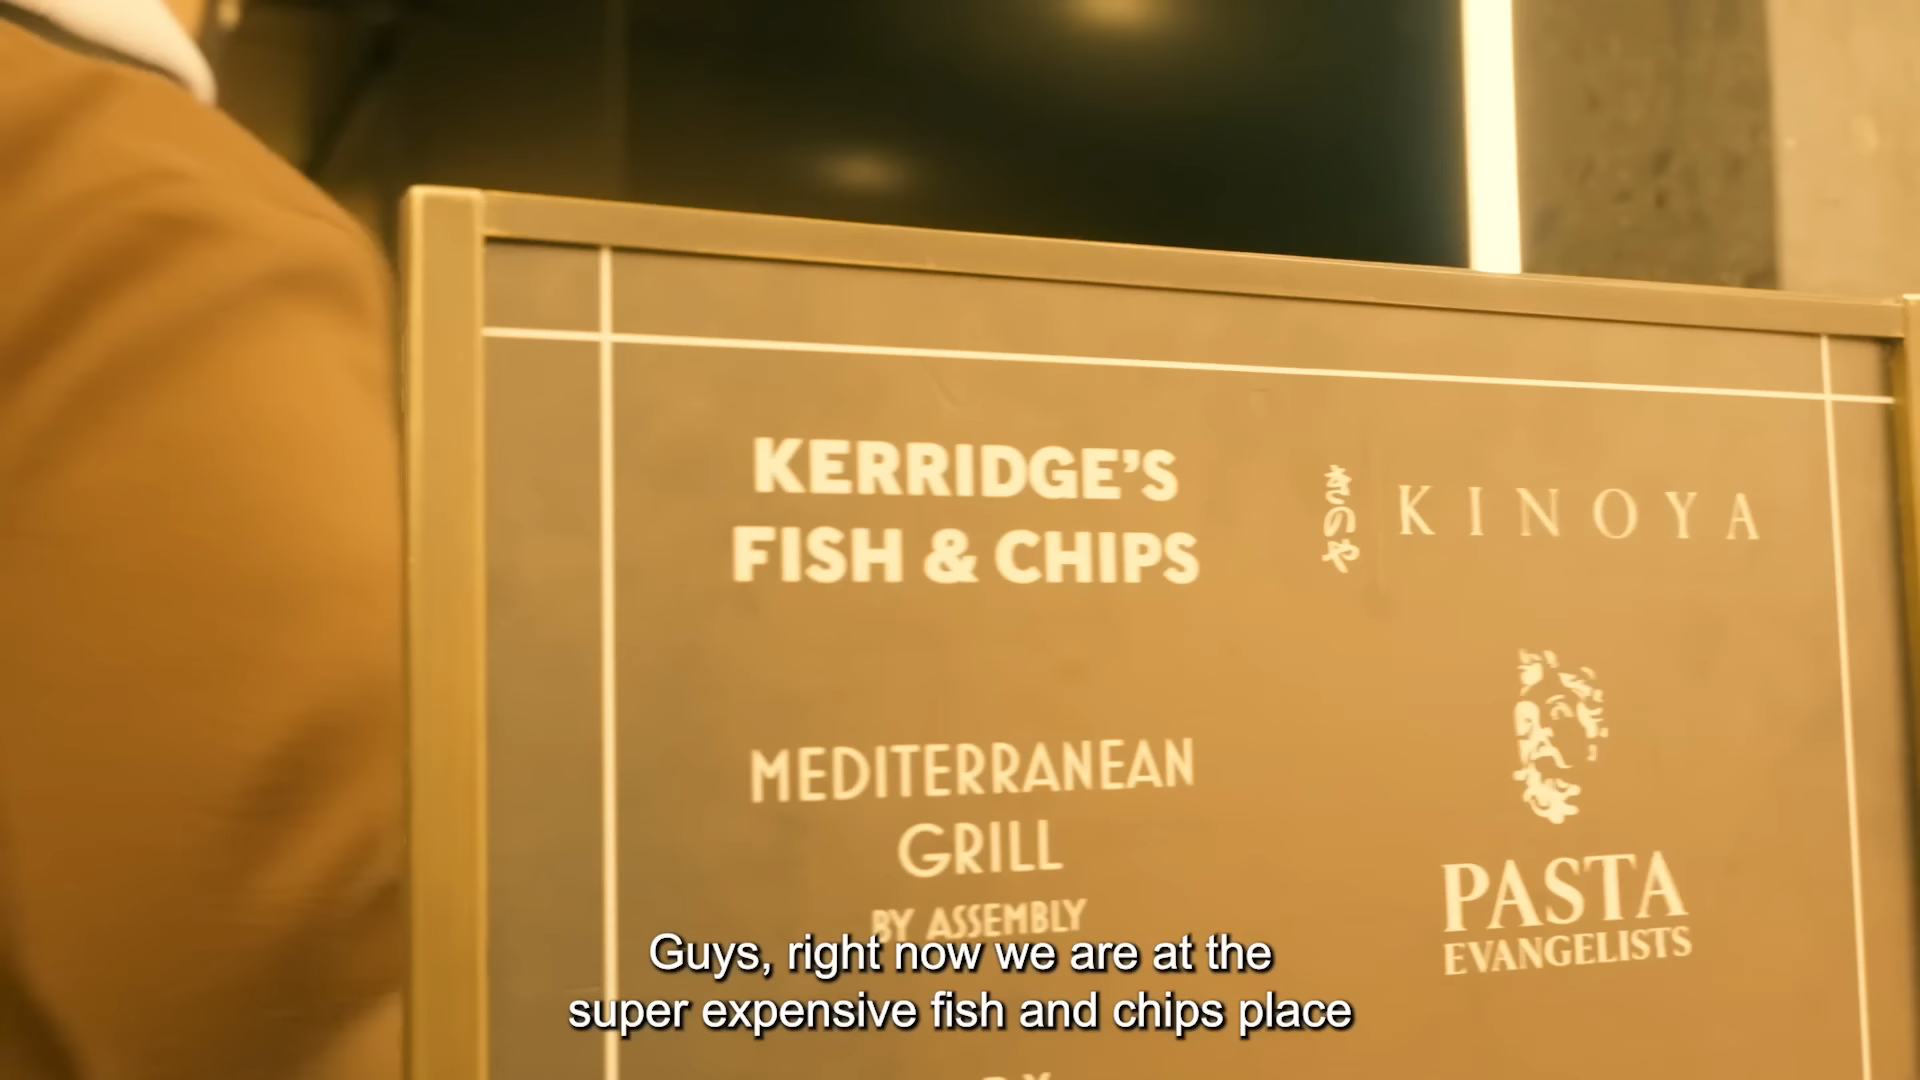 KERRIDGE'S
FISH & CHIPS
きのや
KINOYA
MEDITERRANEAN
GRILL
BY ASSEMBLY
PASTA
EVANGELISTS
Guys, right now we are at the
super expensive fish and chips place